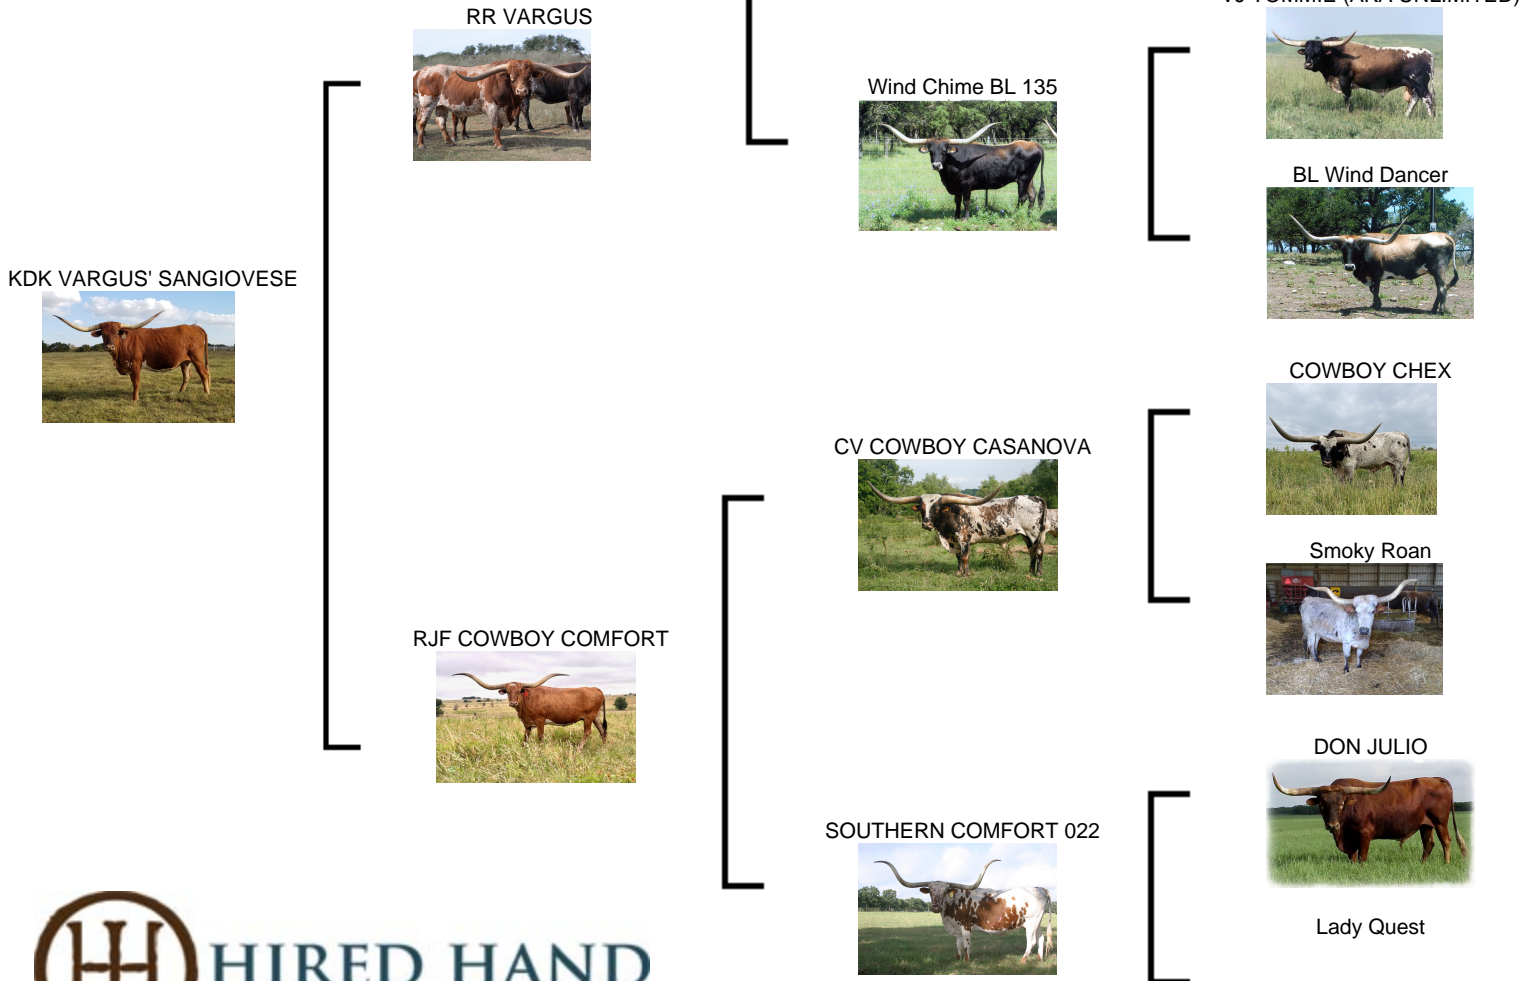 RR VARGUS
Wind Chime BL 135
BL Wind Dancer
KDK VARGUS' SANGIOVESE
COWBOY CHEX
CV COWBOY CASANOVA
Smoky Roan
RJF COWBOY COMFORT
DON JULIO
SOUTHERN COMFORT 022
Lady Quest
HIRED HAND